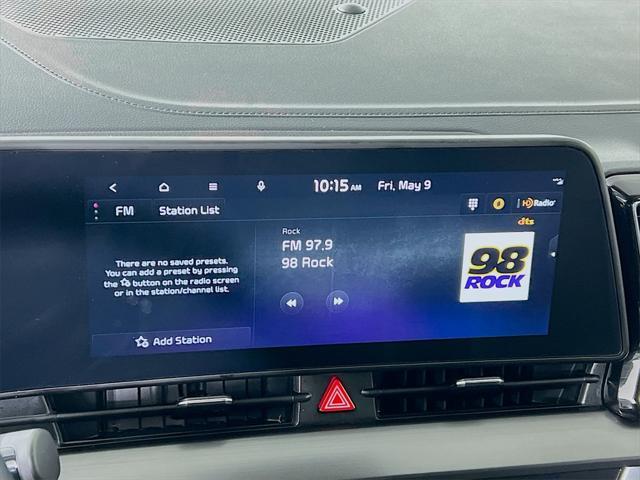 10:15 AM Fri, May 9
FM Station List HD Radio
dts
Rock
FM 97.9
98 Rock
98
ROCK
There are no saved presets.
You can add a preset by pressing
the button on the radio screen
or in the station/channel list.
Add Station